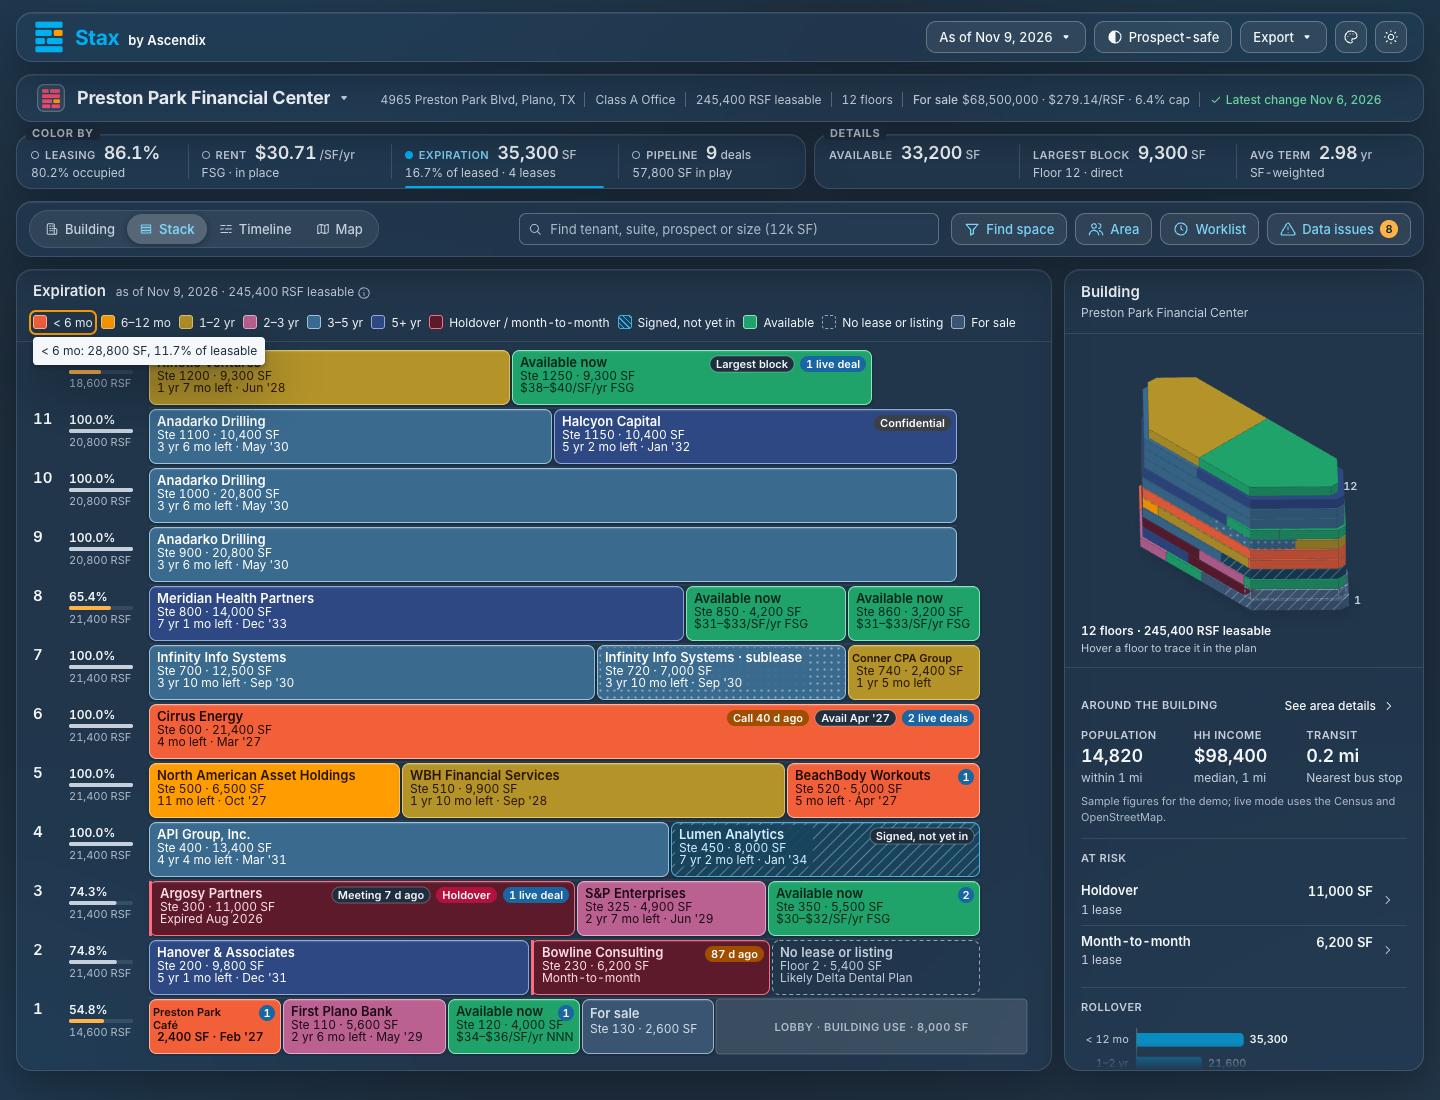 Stax by Ascendix
As of Nov 9, 2026
Prospect-safe
Export
Preston Park Financial Center
4965 Preston Park Blvd, Plano, TX
Class A Office
245,400 RSF leasable
12 floors
For sale $68,500,000 · $279.14/RSF · 6.4% cap
✓ Latest change Nov 6, 2026
COLOR BY
LEASING 86.1%
80.2% occupied
RENT $30.71 /SF/yr
FSG · in place
EXPIRATION 35,300 SF
16.7% of leased · 4 leases
PIPELINE 9 deals
57,800 SF in play
DETAILS
AVAILABLE 33,200 SF
LARGEST BLOCK 9,300 SF
Floor 12 · direct
AVG TERM 2.98 yr
SF-weighted
Building
Stack
Timeline
Map
Find tenant, suite, prospect or size (12k SF)
Find space
Area
Worklist
Data issues 8
Expiration as of Nov 9, 2026 · 245,400 RSF leasable
< 6 mo
6–12 mo
1–2 yr
2–3 yr
3–5 yr
5+ yr
Holdover / month-to-month
Signed, not yet in
Available
No lease or listing
For sale
< 6 mo: 28,800 SF, 11.7% of leasable
18,600 RSF
Ste 1200 · 9,300 SF
1 yr 7 mo left · Jun '28
Available now
Ste 1250 · 9,300 SF
$38–$40/SF/yr FSG
Largest block
1 live deal
11
100.0%
20,800 RSF
Anadarko Drilling
Ste 1100 · 10,400 SF
3 yr 6 mo left · May '30
Halcyon Capital
Ste 1150 · 10,400 SF
5 yr 2 mo left · Jan '32
Confidential
10
100.0%
20,800 RSF
Anadarko Drilling
Ste 1000 · 20,800 SF
3 yr 6 mo left · May '30
9
100.0%
20,800 RSF
Anadarko Drilling
Ste 900 · 20,800 SF
3 yr 6 mo left · May '30
8
65.4%
21,400 RSF
Meridian Health Partners
Ste 800 · 14,000 SF
7 yr 1 mo left · Dec '33
Available now
Ste 850 · 4,200 SF
$31–$33/SF/yr FSG
Available now
Ste 860 · 3,200 SF
$31–$33/SF/yr FSG
7
100.0%
21,400 RSF
Infinity Info Systems
Ste 700 · 12,500 SF
3 yr 10 mo left · Sep '30
Infinity Info Systems · sublease
Ste 720 · 7,000 SF
3 yr 10 mo left · Sep '30
Conner CPA Group
Ste 740 · 2,400 SF
1 yr 5 mo left
6
100.0%
21,400 RSF
Cirrus Energy
Ste 600 · 21,400 SF
4 mo left · Mar '27
Call 40 d ago
Avail Apr '27
2 live deals
5
100.0%
21,400 RSF
North American Asset Holdings
Ste 500 · 6,500 SF
11 mo left · Oct '27
WBH Financial Services
Ste 510 · 9,900 SF
1 yr 10 mo left · Sep '28
BeachBody Workouts
Ste 520 · 5,000 SF
5 mo left · Apr '27
1
4
100.0%
21,400 RSF
API Group, Inc.
Ste 400 · 13,400 SF
4 yr 4 mo left · Mar '31
Lumen Analytics
Ste 450 · 8,000 SF
7 yr 2 mo left · Jan '34
Signed, not yet in
3
74.3%
21,400 RSF
Argosy Partners
Ste 300 · 11,000 SF
Expired Aug 2026
Meeting 7 d ago
Holdover
1 live deal
S&P Enterprises
Ste 325 · 4,900 SF
2 yr 7 mo left · Jun '29
Available now
Ste 350 · 5,500 SF
$30–$32/SF/yr FSG
2
2
74.8%
21,400 RSF
Hanover & Associates
Ste 200 · 9,800 SF
5 yr 1 mo left · Dec '31
Bowline Consulting
Ste 230 · 6,200 SF
Month-to-month
87 d ago
No lease or listing
Floor 2 · 5,400 SF
Likely Delta Dental Plan
1
54.8%
14,600 RSF
Preston Park
Café
2,400 SF · Feb '27
1
First Plano Bank
Ste 110 · 5,600 SF
2 yr 6 mo left · May '29
Available now
Ste 120 · 4,000 SF
$34–$36/SF/yr NNN
1
For sale
Ste 130 · 2,600 SF
LOBBY · BUILDING USE · 8,000 SF
Building
Preston Park Financial Center
12
1
12 floors · 245,400 RSF leasable
Hover a floor to trace it in the plan
AROUND THE BUILDING
See area details
POPULATION
14,820
within 1 mi
HH INCOME
$98,400
median, 1 mi
TRANSIT
0.2 mi
Nearest bus stop
Sample figures for the demo; live mode uses the Census and
OpenStreetMap.
AT RISK
Holdover
1 lease
11,000 SF
Month-to-month
1 lease
6,200 SF
ROLLOVER
< 12 mo
35,300
1–2 yr
21,600